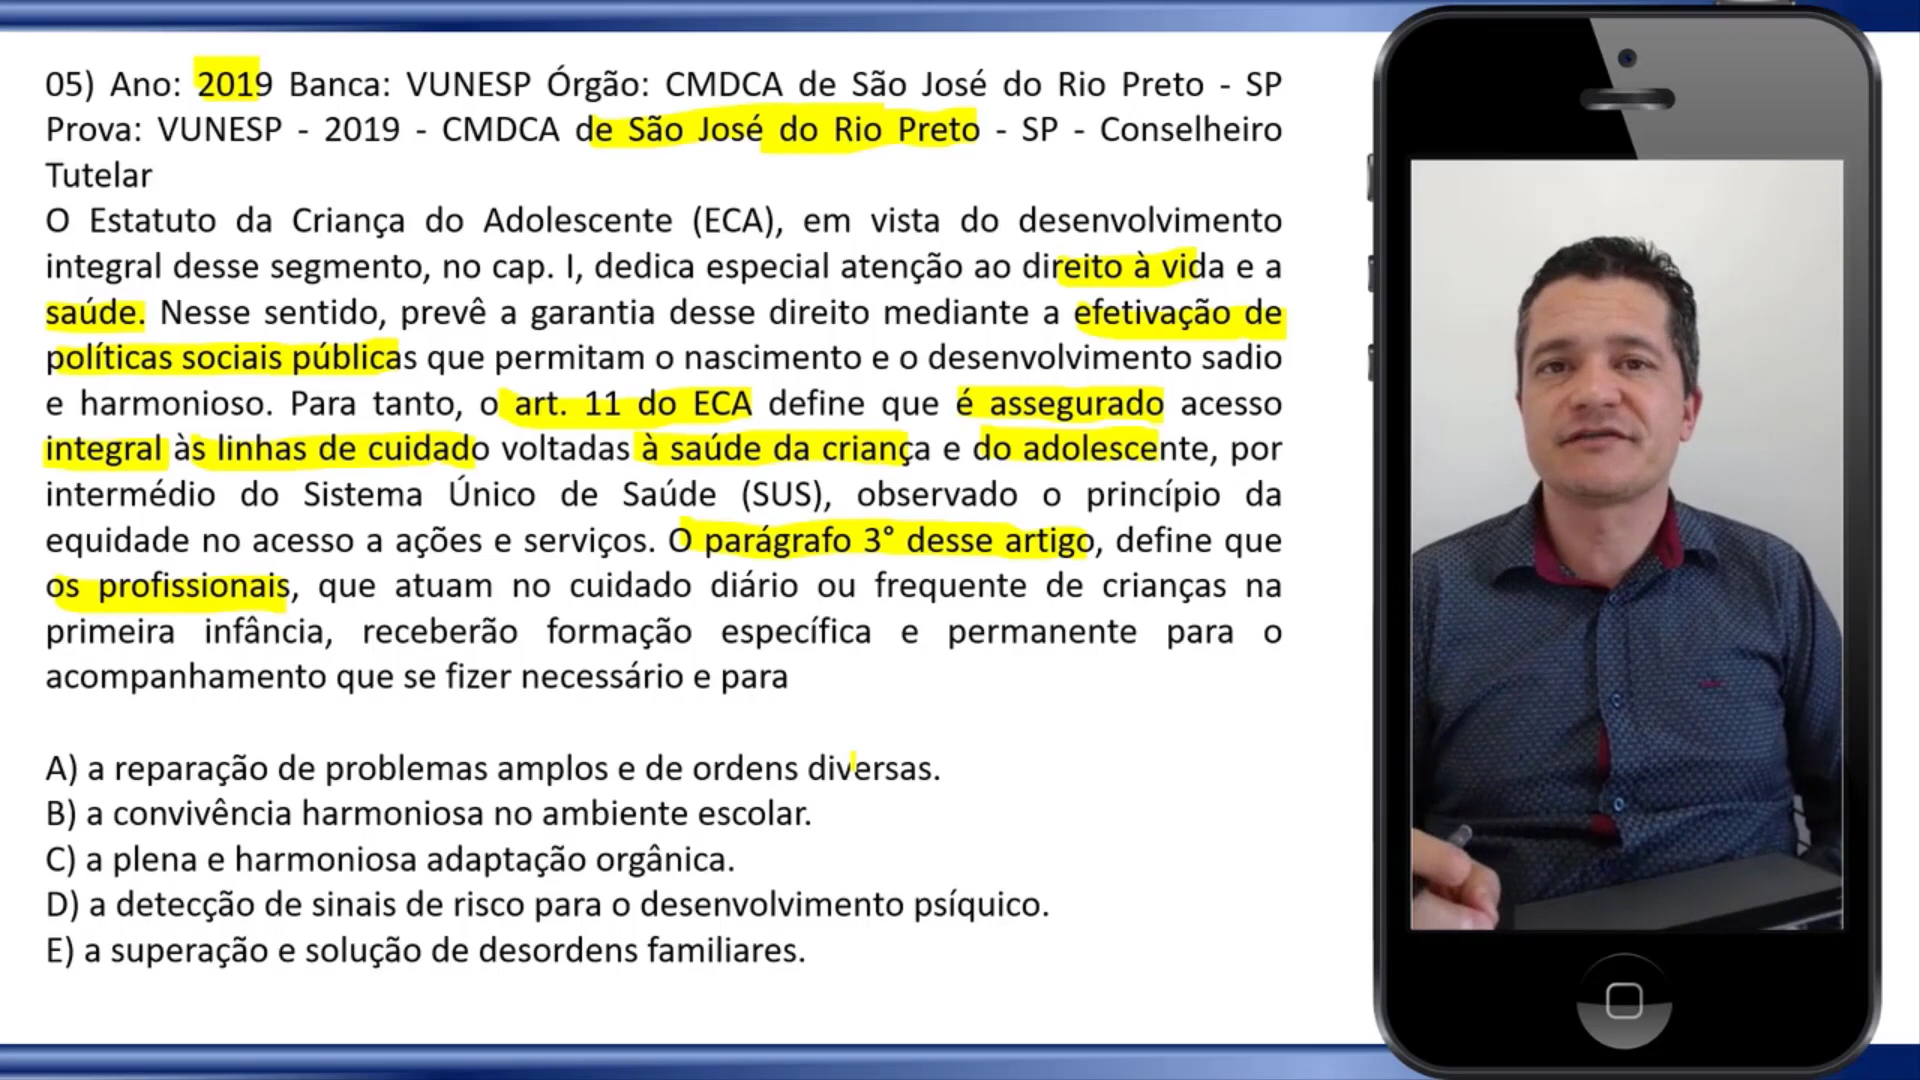 05) Ano: 2019 Banca: VUNESP Órgão: CMDCA de São José do Rio Preto - SP
Prova: VUNESP - 2019 - CMDCA de São José do Rio Preto - SP - Conselheiro
Tutelar
O Estatuto da Criança do Adolescente (ECA), em vista do desenvolvimento
integral desse segmento, no cap. I, dedica especial atenção ao direito à vida e a
saúde. Nesse sentido, prevê a garantia desse direito mediante a efetivação de
políticas sociais públicas que permitam o nascimento e o desenvolvimento sadio
e harmonioso. Para tanto, o art. 11 do ECA define que é assegurado acesso
integral às linhas de cuidado voltadas à saúde da criança e do adolescente, por
intermédio do Sistema Único de Saúde (SUS), observado o princípio da
equidade no acesso a ações e serviços. O parágrafo 3° desse artigo, define que
os profissionais, que atuam no cuidado diário ou frequente de crianças na
primeira infância, receberão formação específica e permanente para o
acompanhamento que se fizer necessário e para
A) a reparação de problemas amplos e de ordens diversas.
B) a convivência harmoniosa no ambiente escolar.
C) a plena e harmoniosa adaptação orgânica.
D) a detecção de sinais de risco para o desenvolvimento psíquico.
E) a superação e solução de desordens familiares.